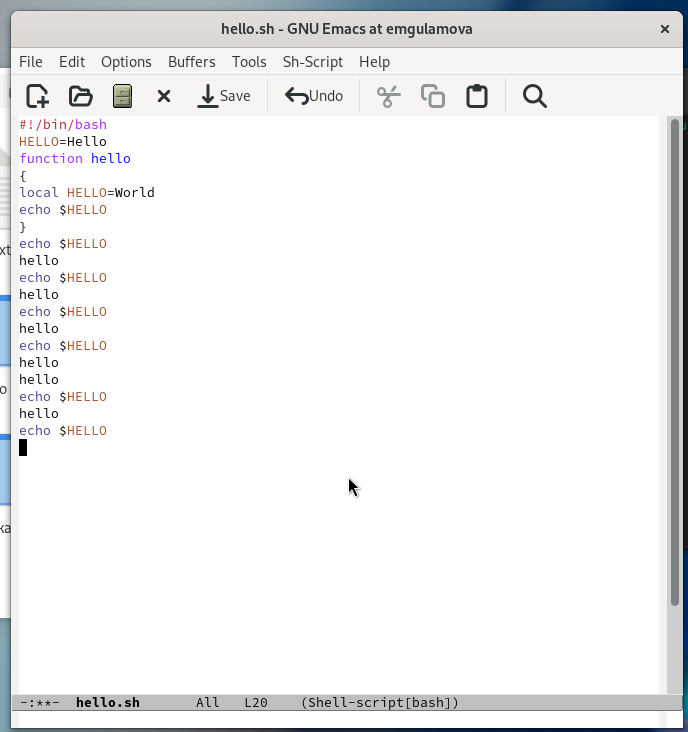 hello.sh - GNU Emacs at emgulamova
File Edit Options Buffers Tools Sh-Script Help
Save Undo
#!/bin/bash
HELLO=Hello
function hello
{
local HELLO=World
echo $HELLO
}
echo $HELLO
hello
echo $HELLO
hello
echo $HELLO
hello
echo $HELLO
hello
hello
echo $HELLO
hello
echo $HELLO
-:**- hello.sh All L20 (Shell-script[bash])